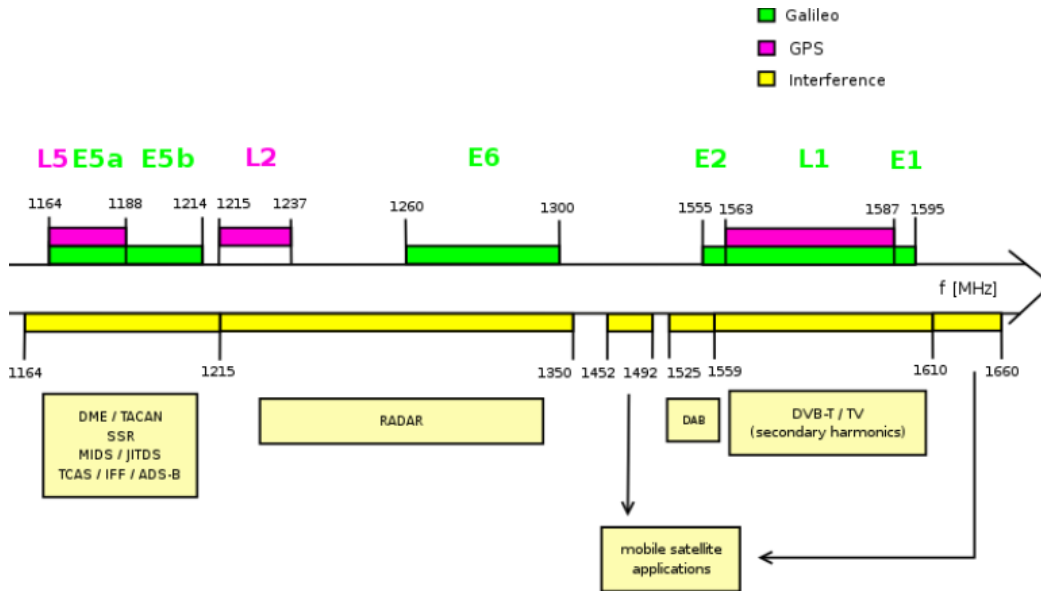 Galileo
GPS
Interference
L5 E5a E5b L2 E6 E2 L1 E1
1164 1188 1214 1215 1237 1260 1300 1555 1563 1587 1595
f [MHz]
1164 1215 1350 1452 1492 1525 1559 1610 1660
DME / TACAN
SSR
MIDS / JITDS
TCAS / IFF / ADS-B
RADAR
DAB
DVB-T / TV
(secondary harmonics)
mobile satellite
applications